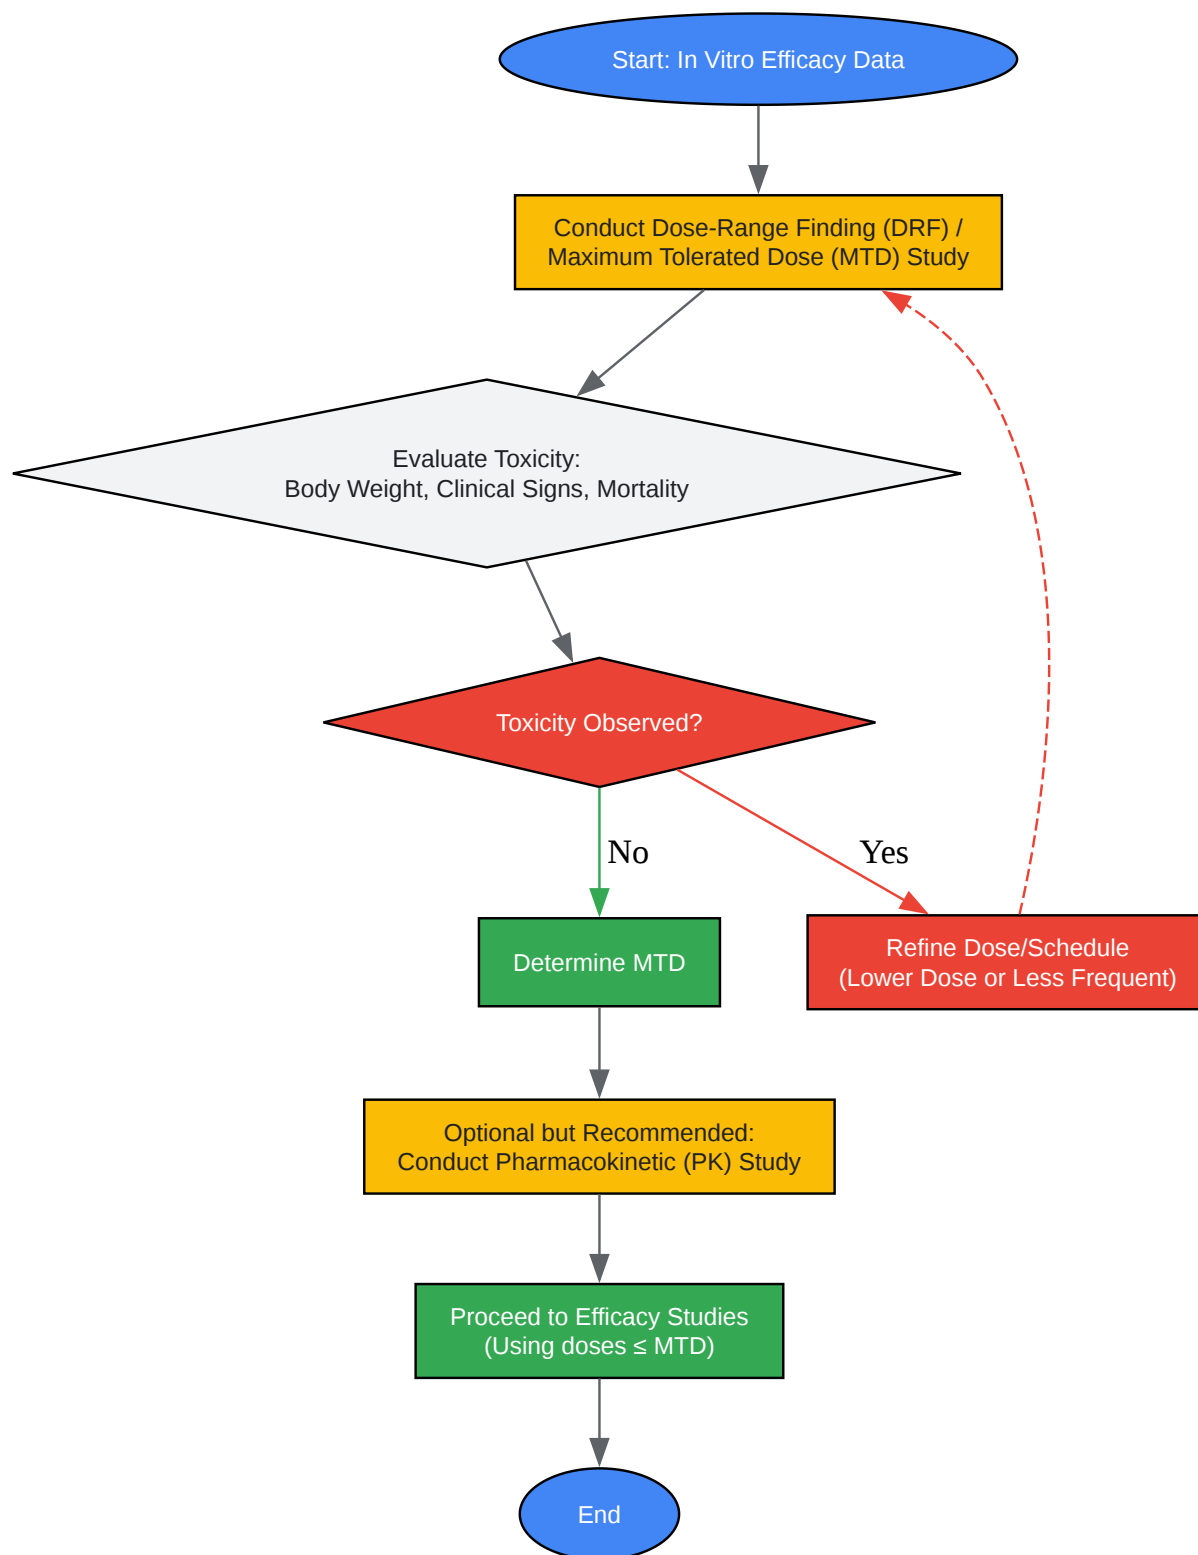 Start: In Vitro Efficacy Data
Conduct Dose-Range Finding (DRF) /
Maximum Tolerated Dose (MTD) Study
Evaluate Toxicity:
Body Weight, Clinical Signs, Mortality
Toxicity Observed?
No
Yes
Determine MTD
Refine Dose/Schedule
(Lower Dose or Less Frequent)
Optional but Recommended:
Conduct Pharmacokinetic (PK) Study
Proceed to Efficacy Studies
(Using doses ≤ MTD)
End